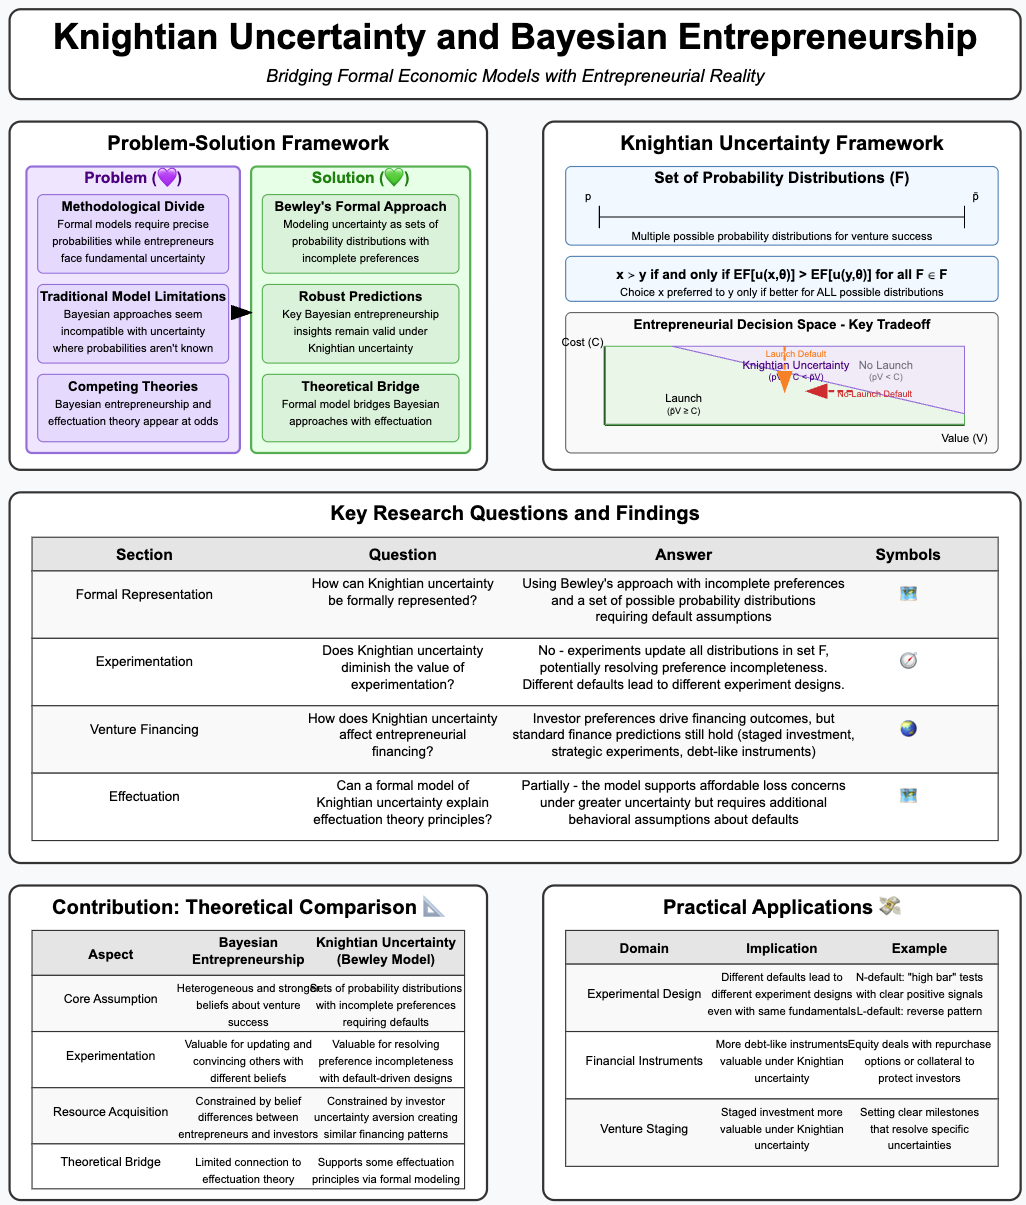 Knightian Uncertainty and Bayesian Entrepreneurship
Bridging Formal Economic Models with Entrepreneurial Reality
Problem-Solution Framework
Problem (💜)
Methodological Divide
Formal models require precise
probabilities while entrepreneurs
face fundamental uncertainty
Traditional Model Limitations
Bayesian approaches seem
incompatible with uncertainty
where probabilities aren't known
Competing Theories
Bayesian entrepreneurship and
effectuation theory appear at odds
Solution (💚)
Bewley's Formal Approach
Modeling uncertainty as sets of
probability distributions with
incomplete preferences
Robust Predictions
Key Bayesian entrepreneurship
insights remain valid under
Knightian uncertainty
Theoretical Bridge
Formal model bridges Bayesian
approaches with effectuation
Knightian Uncertainty Framework
Set of Probability Distributions (F)
p
p̄
Multiple possible probability distributions for venture success
x ≻ y if and only if EF[u(x,θ)] > EF[u(y,θ)] for all F ∈ F
Choice x preferred to y only if better for ALL possible distributions
Entrepreneurial Decision Space - Key Tradeoff
Cost (C)
Launch Default
Knightian Uncertainty
No Launch
(pV < C)
No-Launch Default
Launch
Value (V)
Key Research Questions and Findings
Section Question Answer Symbols
Formal Representation
How can Knightian uncertainty
be formally represented?
Using Bewley's approach with incomplete preferences
and a set of possible probability distributions
requiring default assumptions
🗺️
Experimentation
Does Knightian uncertainty
diminish the value of
experimentation?
No - experiments update all distributions in set F,
potentially resolving preference incompleteness.
Different defaults lead to different experiment designs.
🧭
Venture Financing
How does Knightian uncertainty
affect entrepreneurial
financing?
Investor preferences drive financing outcomes, but
standard finance predictions still hold (staged investment,
strategic experiments, debt-like instruments)
🌏
Effectuation
Can a formal model of
Knightian uncertainty explain
effectuation theory principles?
Partially - the model supports affordable loss concerns
under greater uncertainty but requires additional
behavioral assumptions about defaults
🗺️
Contribution: Theoretical Comparison 📐
Aspect
Bayesian
Entrepreneurship
Knightian Uncertainty
(Bewley Model)
Core Assumption
Heterogeneous and stronger
beliefs about venture
success
Sets of probability distributions
with incomplete preferences
requiring defaults
Experimentation
Valuable for updating and
convincing others with
different beliefs
Valuable for resolving
preference incompleteness
with default-driven designs
Resource Acquisition
Constrained by belief
differences between
entrepreneurs and investors
Constrained by investor
uncertainty aversion creating
similar financing patterns
Theoretical Bridge
Limited connection to
effectuation theory
Supports some effectuation
principles via formal modeling
Practical Applications 💸
Domain Implication Example
Experimental Design
Different defaults lead to
different experiment designs
even with same fundamentals
N-default: "high bar" tests
with clear positive signals
L-default: reverse pattern
Financial Instruments
More debt-like instruments
valuable under Knightian
uncertainty
Equity deals with repurchase
options or collateral to
protect investors
Venture Staging
Staged investment more
valuable under Knightian
uncertainty
Setting clear milestones
that resolve specific
uncertainties